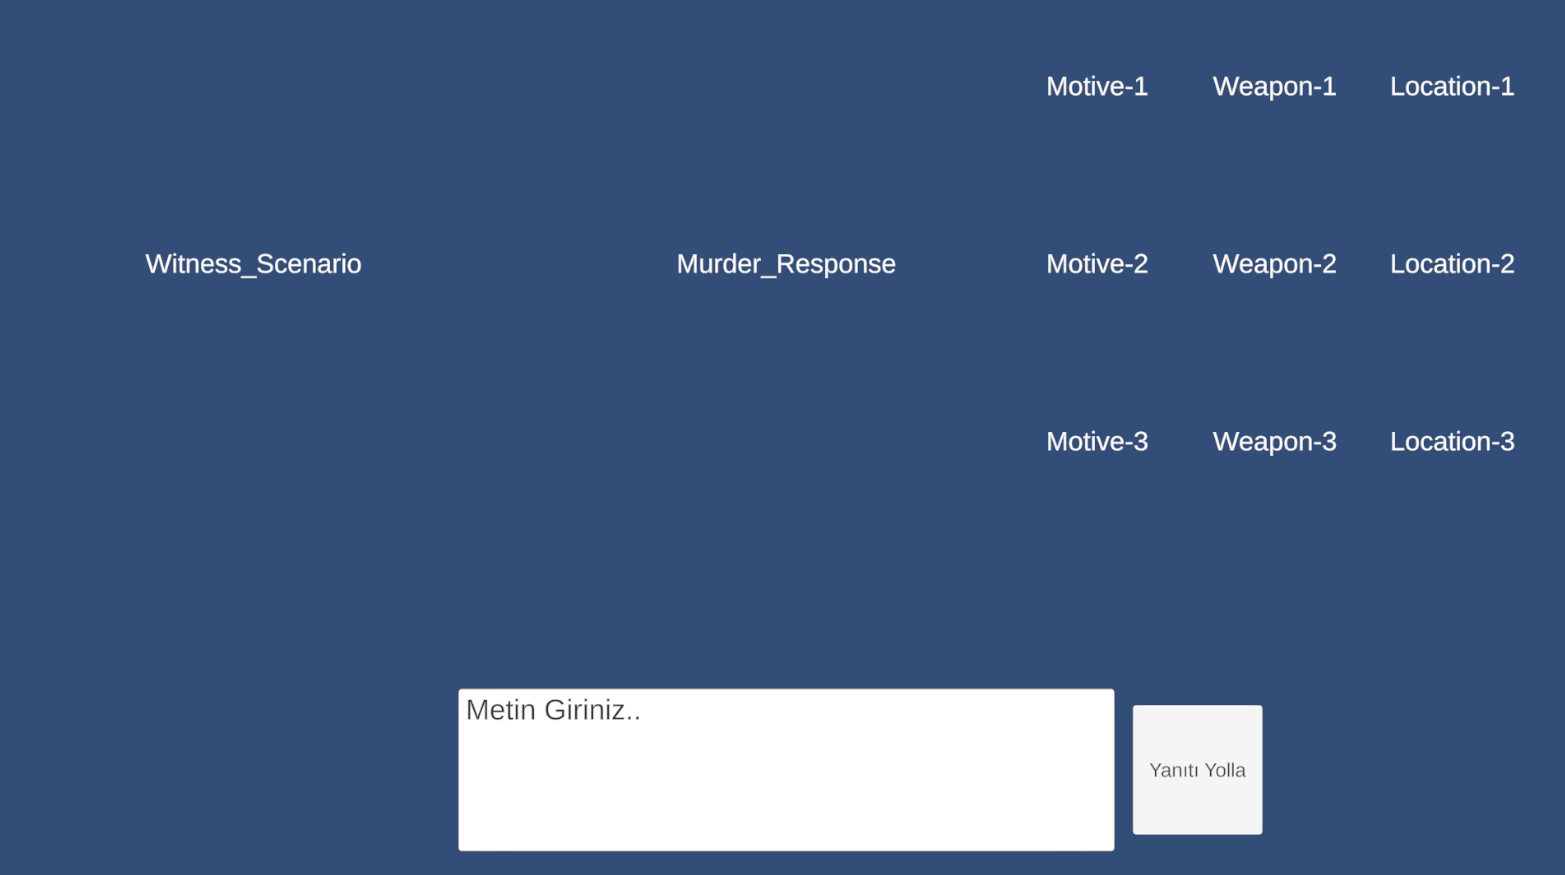 Motive-1 Weapon-1 Location-1
Witness_Scenario Murder_Response Motive-2 Weapon-2 Location-2
Motive-3 Weapon-3 Location-3
Metin Giriniz..
Yanıtı Yolla